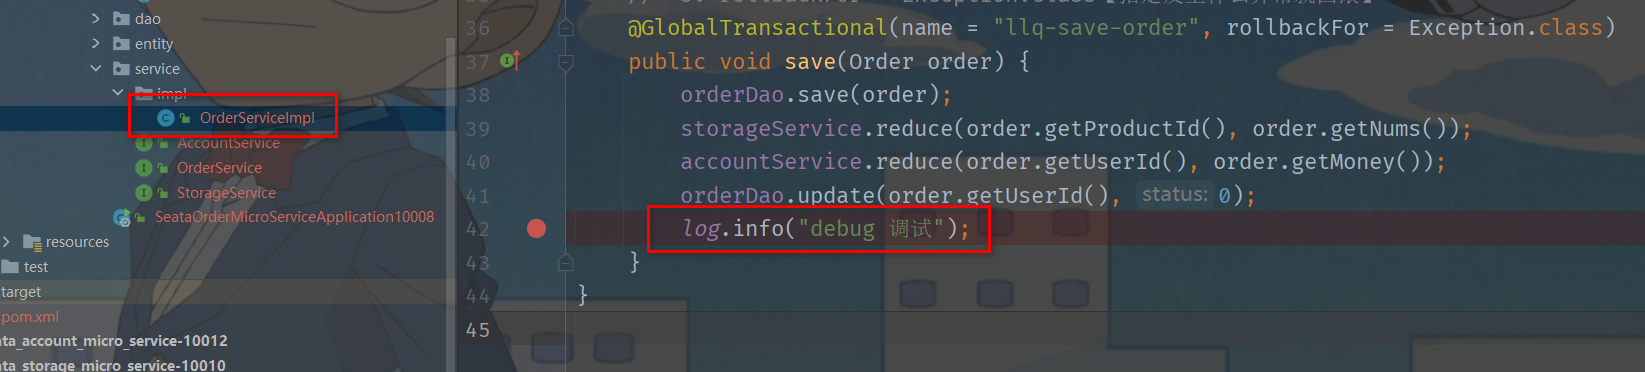 dao
entity
service
impl
OrderServiceImpl
AccountService
OrderService
StorageService
SeataOrderMicroServiceApplication10008
resources
test
target
pom.xml
ata_account_micro_service-10012
ata_storage_micro_service-10010
36 @GlobalTransactional(name = "llq-save-order", rollbackFor = Exception.class)
37 public void save(Order order) {
38 orderDao.save(order);
39 storageService.reduce(order.getProductId(), order.getNums());
40 accountService.reduce(order.getUserId(), order.getMoney());
41 orderDao.update(order.getUserId(), status: 0);
42 log.info("debug 调试");
43 }
44 }
45